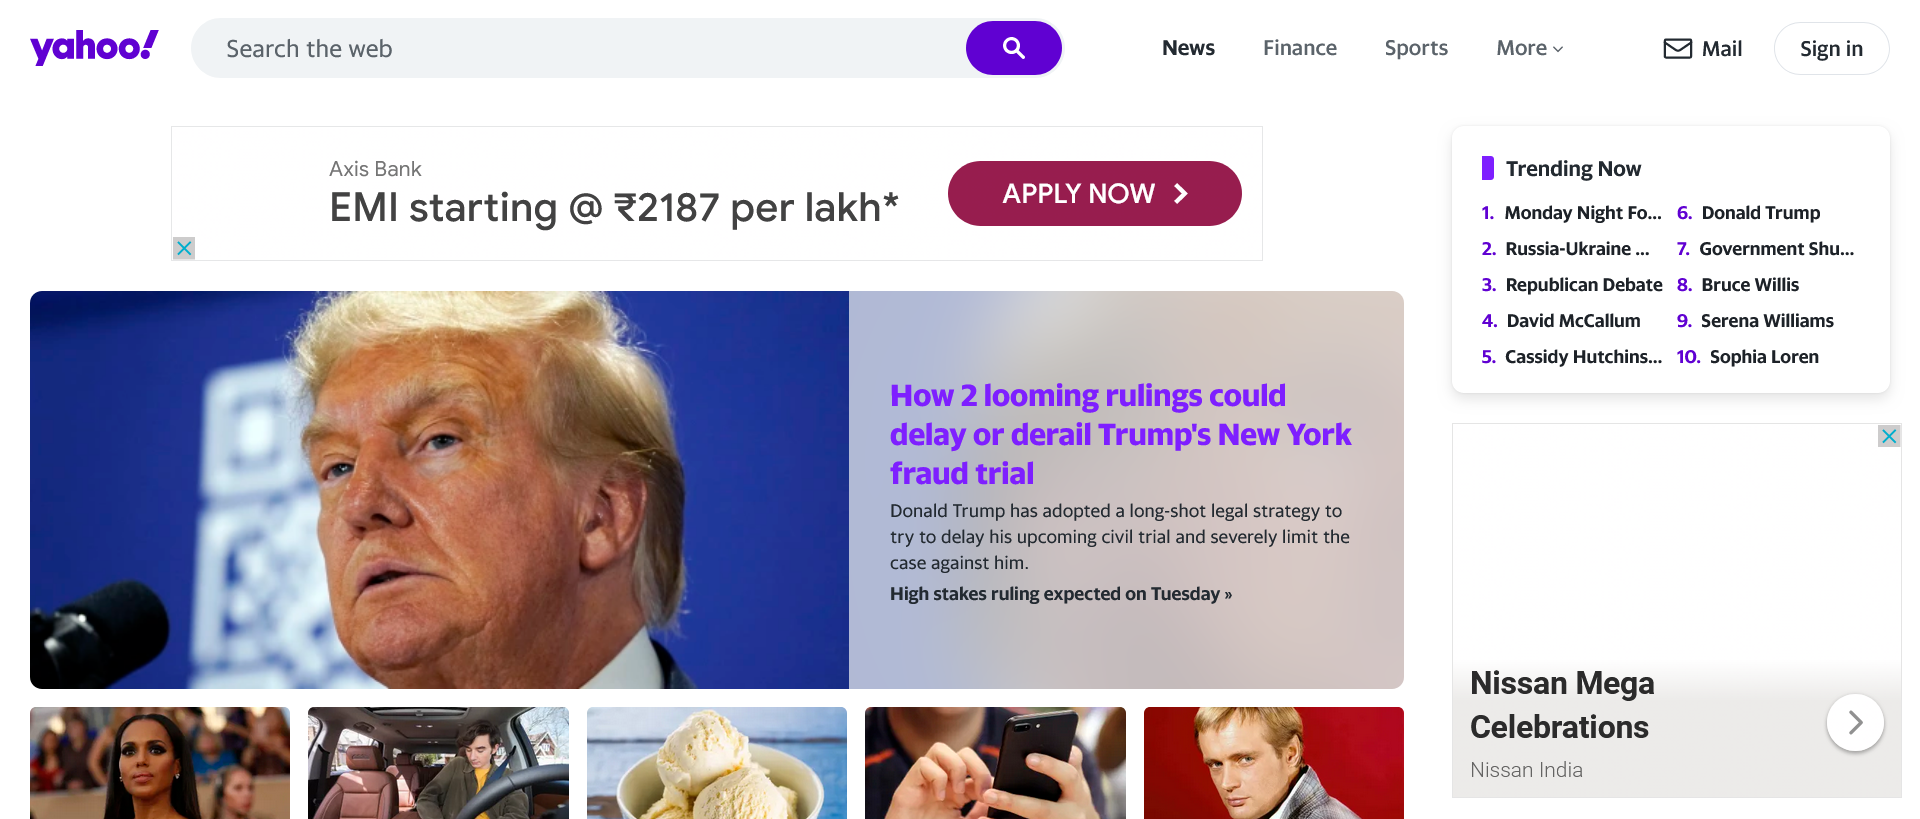 yahoo!
Search the web
News
Finance
Sports
More
Mail
Sign in
Axis Bank
EMI starting @ ₹2187 per lakh*
APPLY NOW
Trending Now
1. Monday Night Fo...
2. Russia-Ukraine ...
3. Republican Debate
4. David McCallum
5. Cassidy Hutchins...
6. Donald Trump
7. Government Shu...
8. Bruce Willis
9. Serena Williams
10. Sophia Loren
How 2 looming rulings could
delay or derail Trump's New York
fraud trial
Donald Trump has adopted a long-shot legal strategy to
try to delay his upcoming civil trial and severely limit the
case against him.
High stakes ruling expected on Tuesday »
Nissan Mega
Celebrations
Nissan India